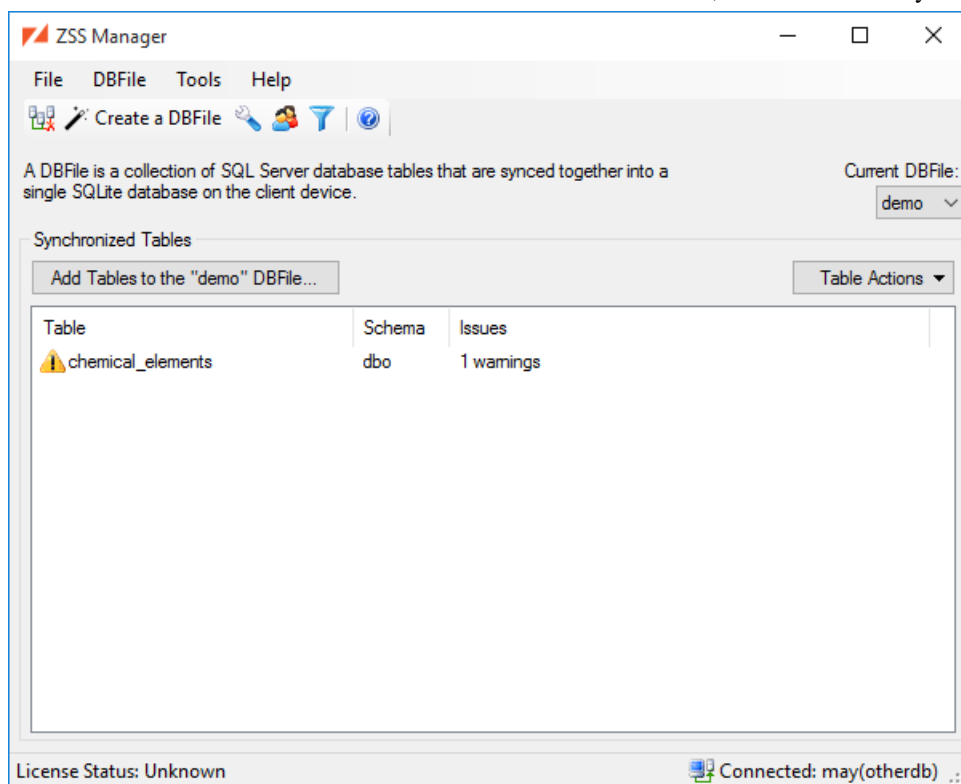 ZSS Manager
File DBFile Tools Help
Create a DBFile
A DBFile is a collection of SQL Server database tables that are synced together into a
single SQLite database on the client device.
Current DBFile:
demo
Synchronized Tables
Add Tables to the "demo" DBFile...
Table Actions
Table Schema Issues
chemical_elements dbo 1 warnings
License Status: Unknown
Connected: may(otherdb)